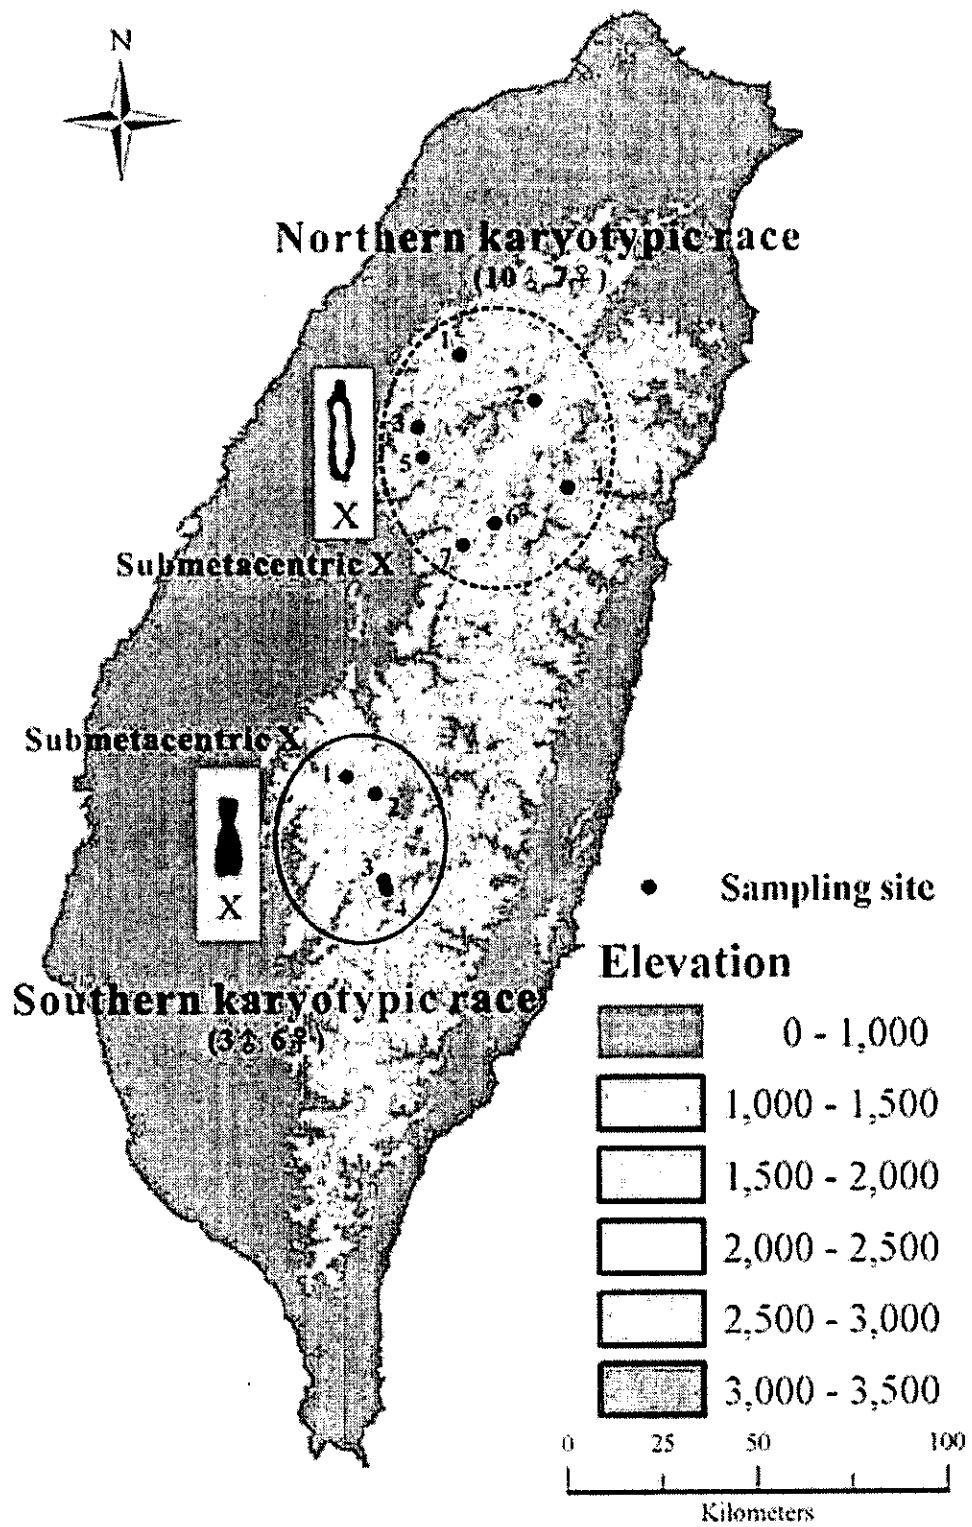 N
Northern karyotypic race
(10♂ 7♀)
1
2
3
5
4
6
7
X
Submetacentric X
Submetacentric X
1
2
3
4
X
Southern karyotypic race
(3♂ 6♀)
Sampling site
Elevation
0 - 1,000
1,000 - 1,500
1,500 - 2,000
2,000 - 2,500
2,500 - 3,000
3,000 - 3,500
0 25 50 100
Kilometers